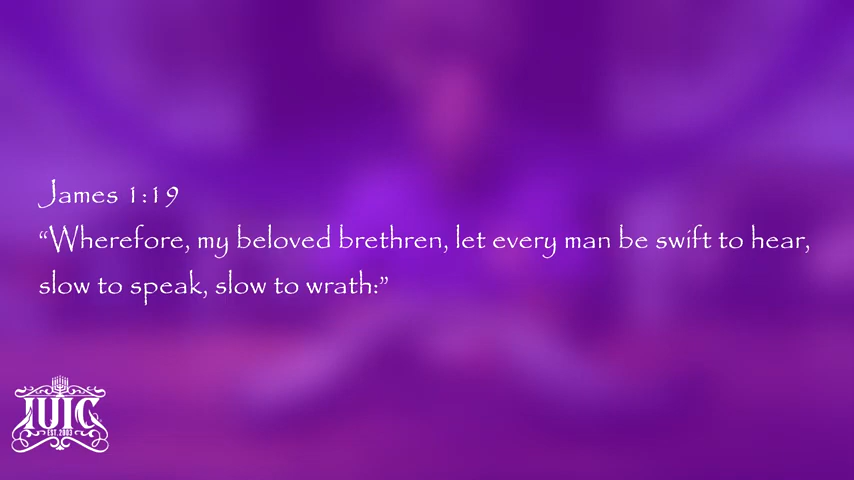 James 1:19
“Wherefore, my beloved brethren, let every man be swift to hear,
slow to speak, slow to wrath:”
IUIC
EST. 2003